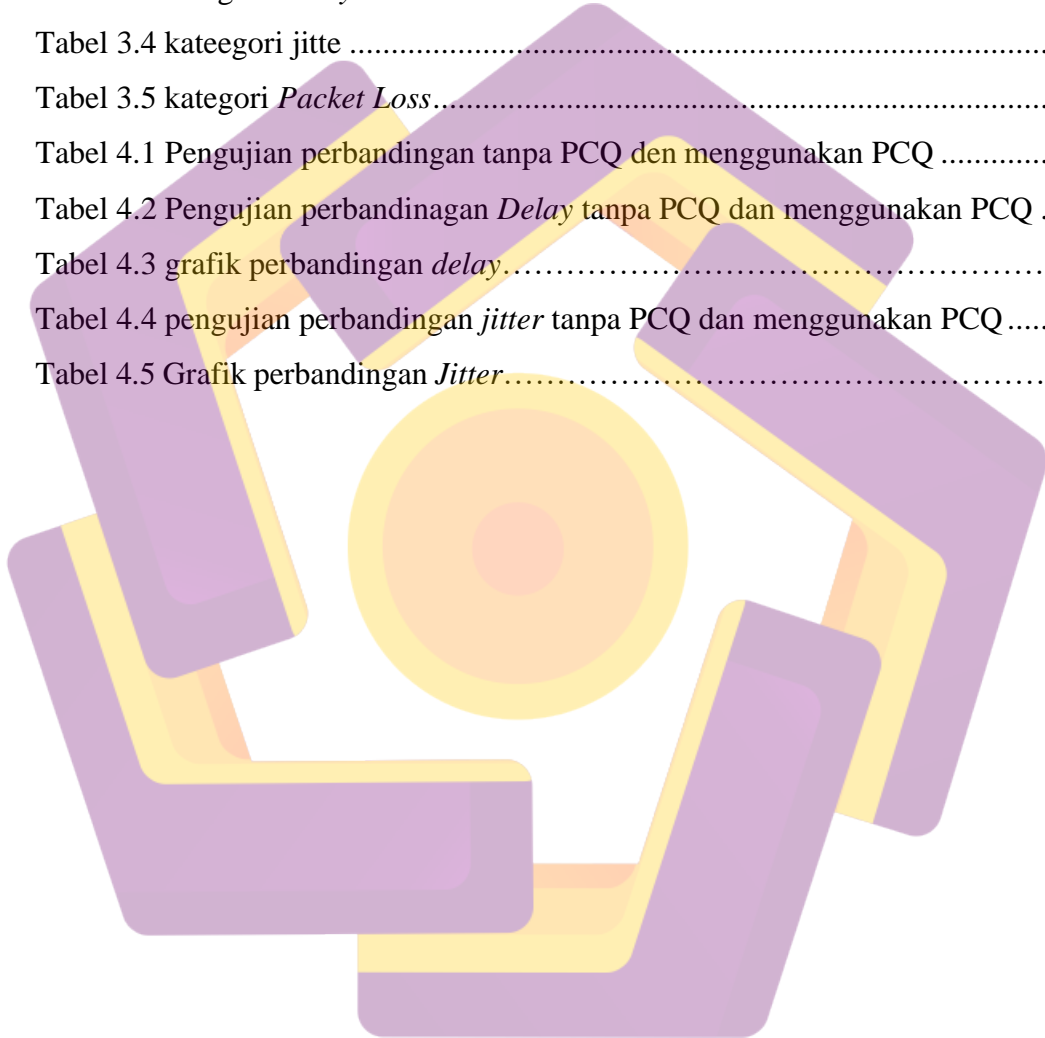 Tabel 3.4 kateegori jitte ....................................................................................
Tabel 3.5 kategori Packet Loss..........................................................................
Tabel 4.1 Pengujian perbandingan tanpa PCQ den menggunakan PCQ .............
Tabel 4.2 Pengujian perbandinagan Delay tanpa PCQ dan menggunakan PCQ .
Tabel 4.3 grafik perbandingan delay………………………………………………
Tabel 4.4 pengujian perbandingan jitter tanpa PCQ dan menggunakan PCQ.....
Tabel 4.5 Grafik perbandingan Jitter………………………………………………